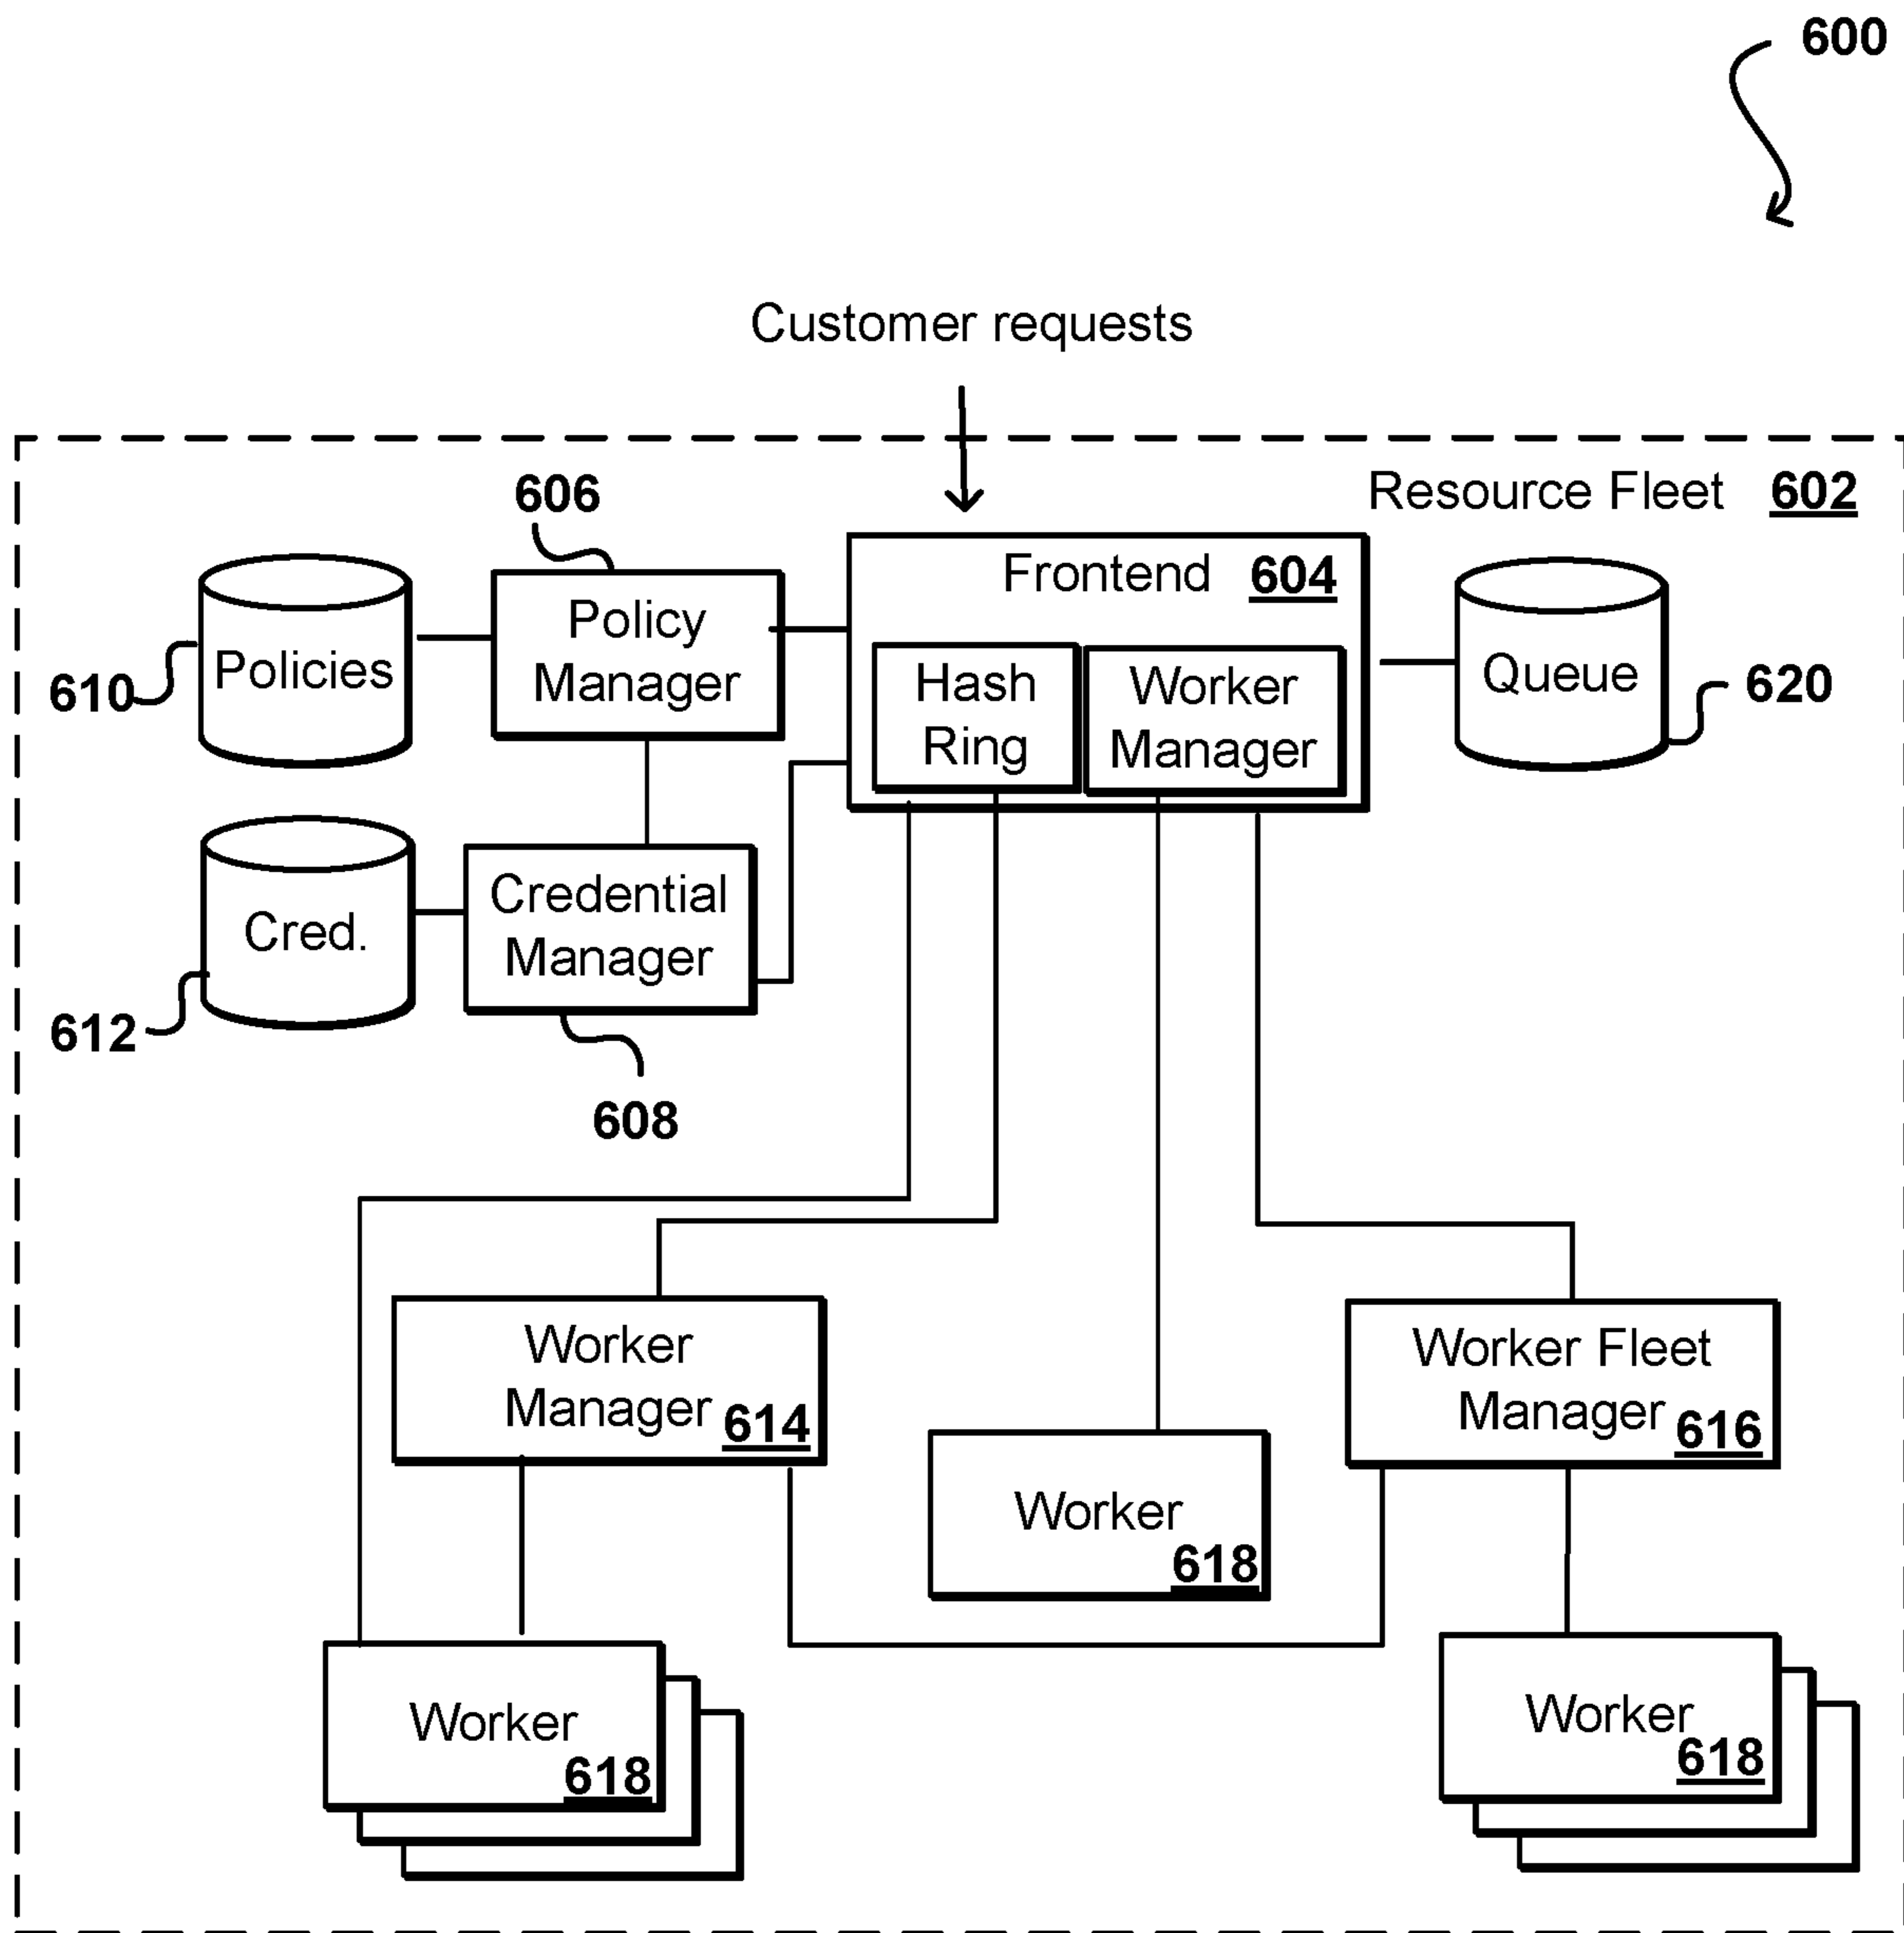 600
Customer requests
Resource Fleet 602
606
Frontend 604
Policy
Manager
Policies
610
Hash
Ring
Worker
Manager
Queue
620
Credential
Manager
Cred.
612
608
Worker
Manager 614
Worker Fleet
Manager 616
Worker
618
Worker
618
Worker
618